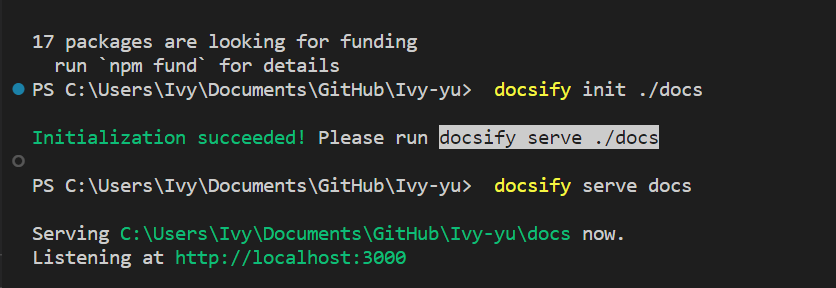 17 packages are looking for funding
  run `npm fund` for details
PS C:\Users\Ivy\Documents\GitHub\Ivy-yu>  docsify init ./docs
Initialization succeeded! Please run docsify serve ./docs
PS C:\Users\Ivy\Documents\GitHub\Ivy-yu>  docsify serve docs
Serving C:\Users\Ivy\Documents\GitHub\Ivy-yu\docs now.
Listening at http://localhost:3000